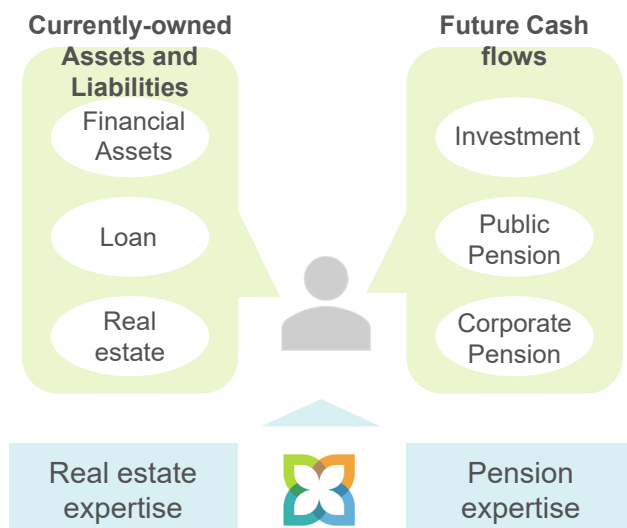 Currently-owned
Assets and
Liabilities
Financial
Assets
Loan
Real
estate
Future Cash
flows
Investment
Public
Pension
Corporate
Pension
Real estate
expertise
Pension
expertise